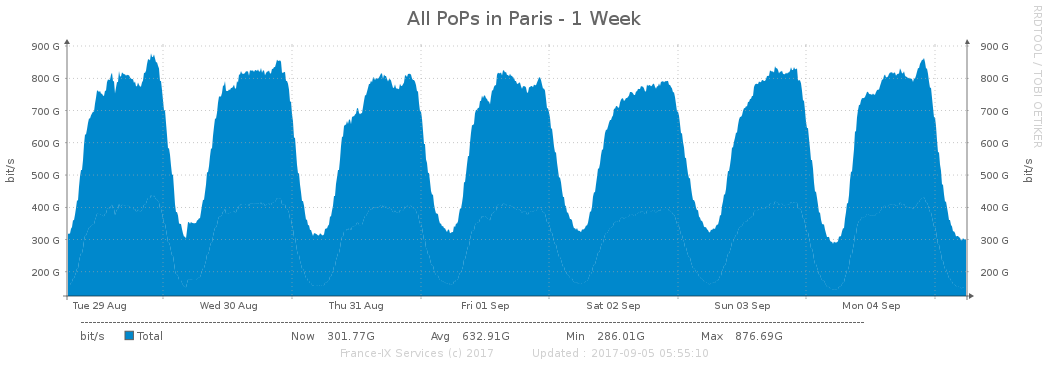 All PoPs in Paris - 1 Week
RRDTOOL / TOBI OETIKER
900 G 900 G
800 G 800 G
700 G 700 G
600 G 600 G
500 G 500 G
400 G 400 G
300 G 300 G
200 G 200 G
bit/s bit/s
Tue 29 Aug Wed 30 Aug Thu 31 Aug Fri 01 Sep Sat 02 Sep Sun 03 Sep Mon 04 Sep
bit/s Total Now 301.77G Avg 632.91G Min 286.01G Max 876.69G
France-IX Services (c) 2017 Updated : 2017-09-05 05:55:10